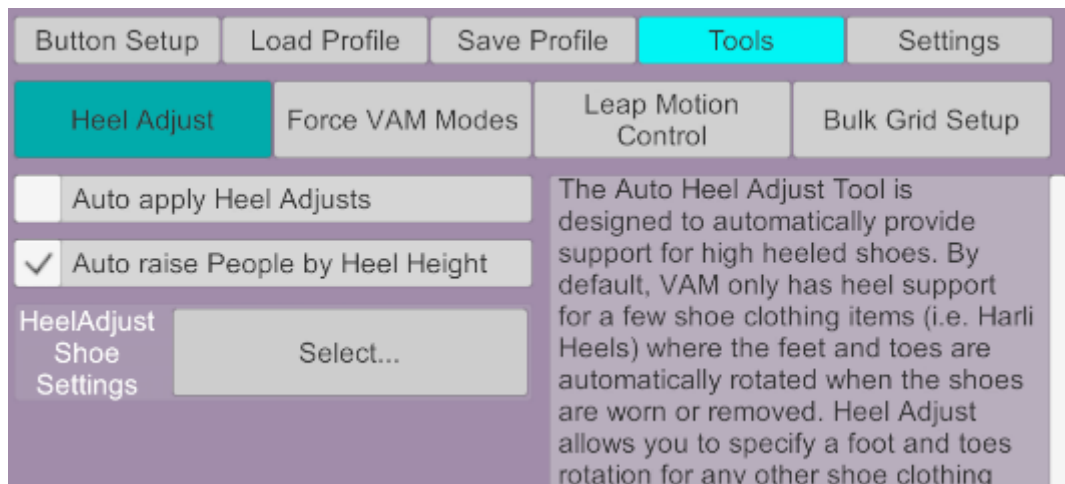 Button Setup
Load Profile
Save Profile
Tools
Settings
Heel Adjust
Force VAM Modes
Leap Motion
Control
Bulk Grid Setup
Auto apply Heel Adjusts
Auto raise People by Heel Height
HeelAdjust
Shoe
Settings
Select...
The Auto Heel Adjust Tool is
designed to automatically provide
support for high heeled shoes. By
default, VAM only has heel support
for a few shoe clothing items (i.e. Harli
Heels) where the feet and toes are
automatically rotated when the shoes
are worn or removed. Heel Adjust
allows you to specify a foot and toes
rotation for any other shoe clothing